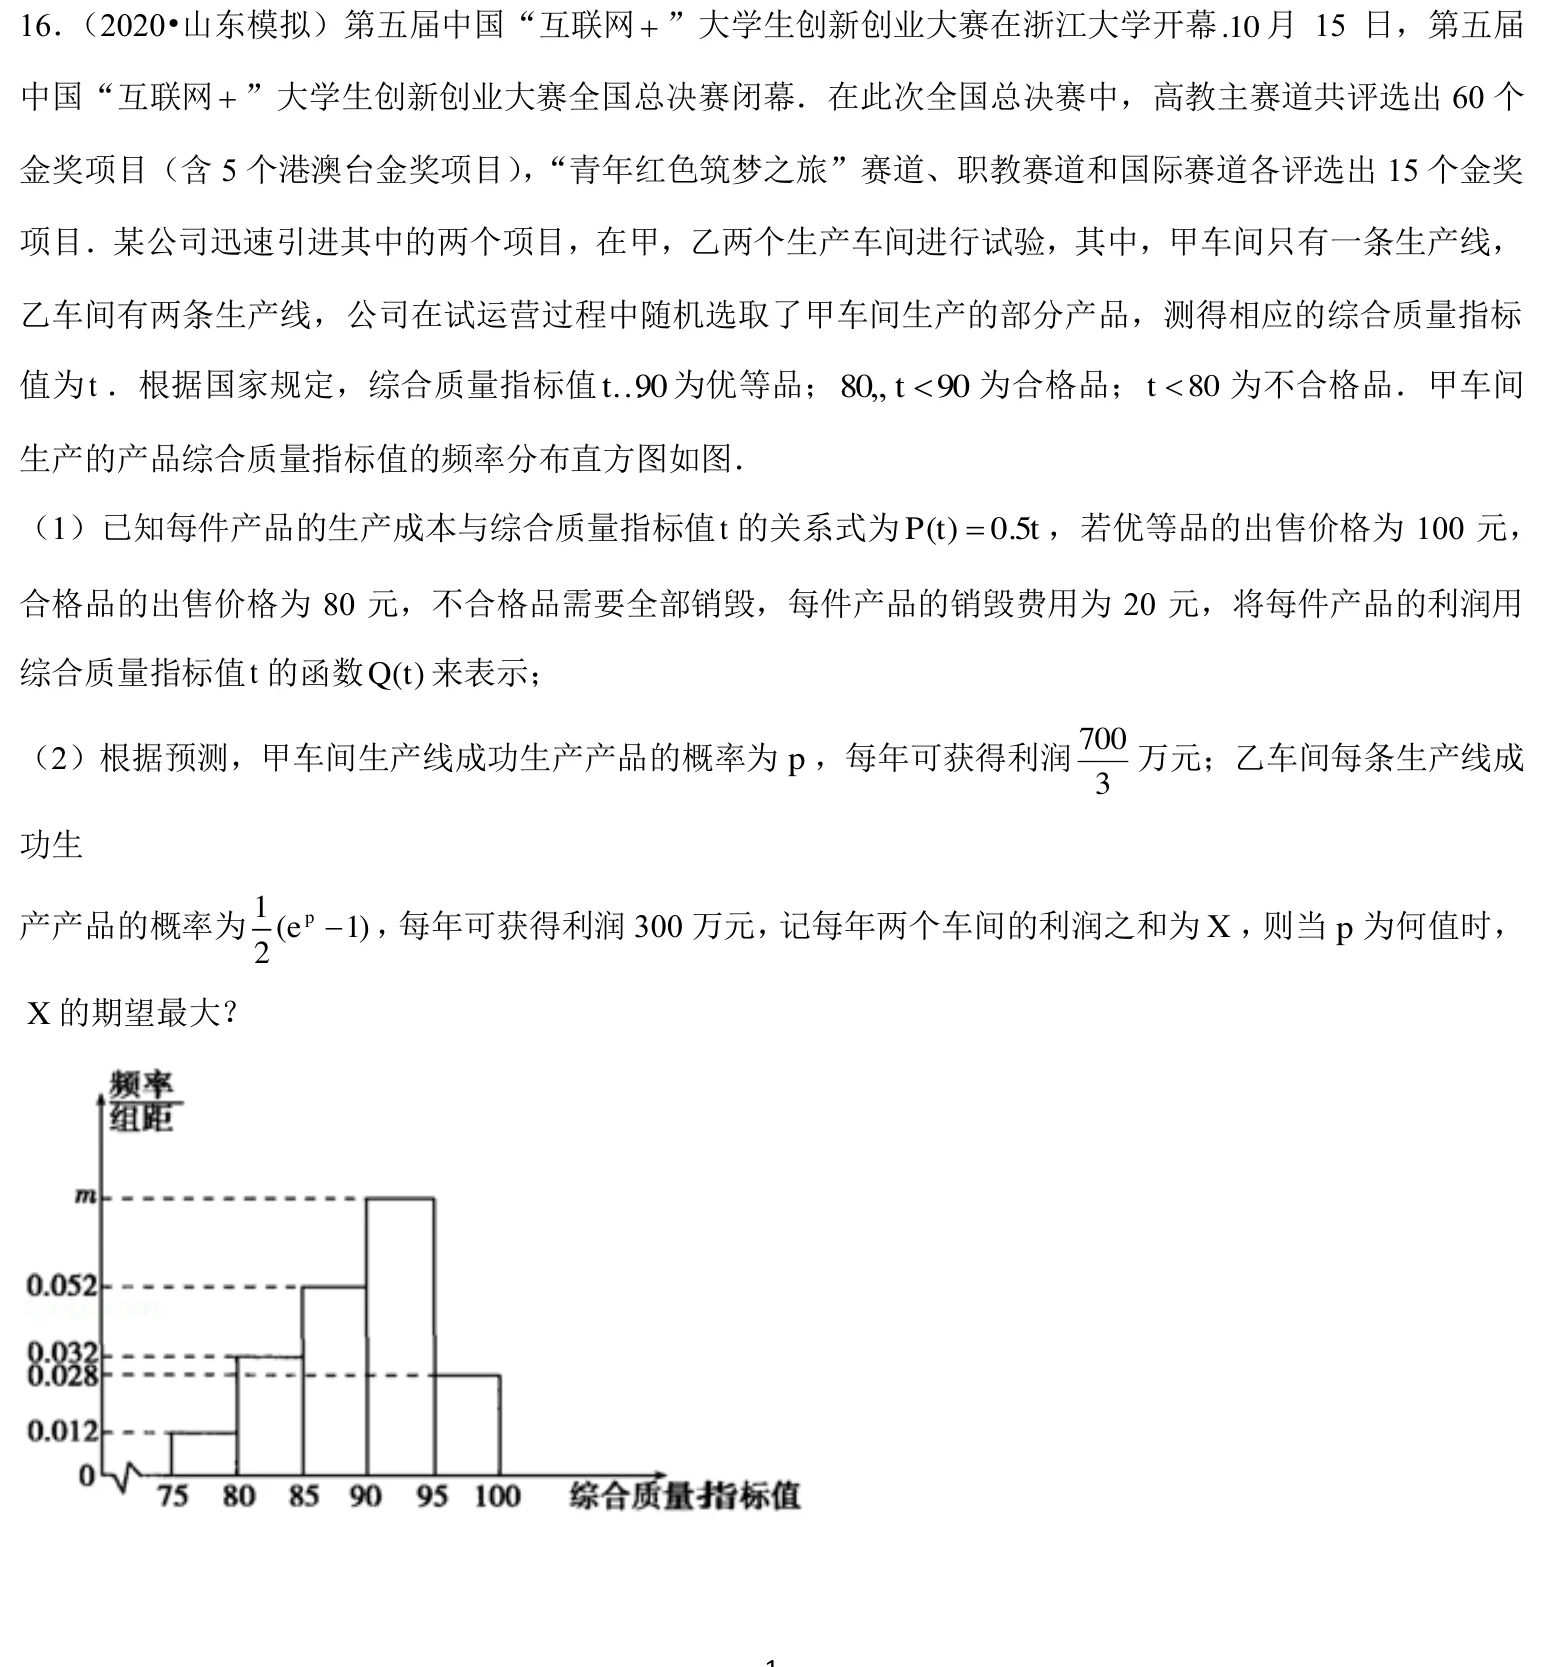 16.（2020•山东模拟）第五届中国“互联网+”大学生创新创业大赛在浙江大学开幕.10月 15 日，第五届
中国“互联网+”大学生创新创业大赛全国总决赛闭幕．在此次全国总决赛中，高教主赛道共评选出 60 个
金奖项目（含 5 个港澳台金奖项目），“青年红色筑梦之旅”赛道、职教赛道和国际赛道各评选出 15 个金奖
项目．某公司迅速引进其中的两个项目，在甲，乙两个生产车间进行试验，其中，甲车间只有一条生产线，
乙车间有两条生产线，公司在试运营过程中随机选取了甲车间生产的部分产品，测得相应的综合质量指标
值为t．根据国家规定，综合质量指标值t‥90为优等品；80,, t<90 为合格品；t<80 为不合格品．甲车间
生产的产品综合质量指标值的频率分布直方图如图．
（1）已知每件产品的生产成本与综合质量指标值t 的关系式为P(t)=0.5t，若优等品的出售价格为 100 元，
合格品的出售价格为 80 元，不合格品需要全部销毁，每件产品的销毁费用为 20 元，将每件产品的利润用
综合质量指标值t 的函数Q(t)来表示；
（2）根据预测，甲车间生产线成功生产产品的概率为 p，每年可获得利润700/3万元；乙车间每条生产线成
功生
产产品的概率为1/2(e^p−1)，每年可获得利润 300 万元，记每年两个车间的利润之和为X，则当 p 为何值时，
X 的期望最大？
频率
组距
m
0.052
0.032
0.028
0.012
0 75 80 85 90 95 100 综合质量指标值
1